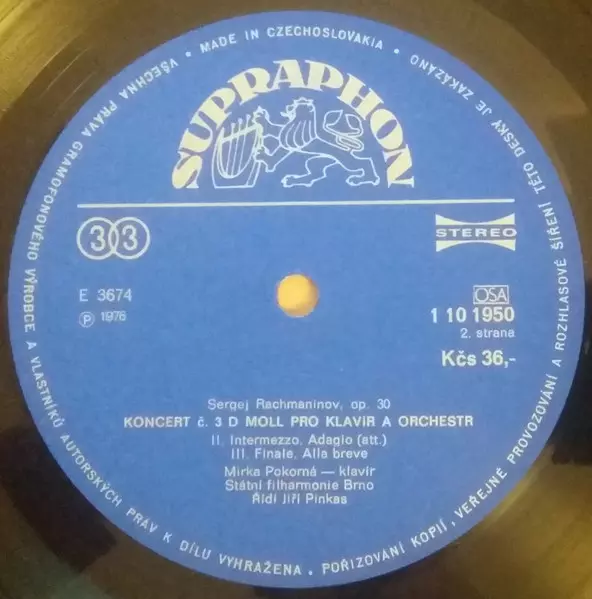 VŠECHNA PRÁVA GRAMOFONOVÉHO VÝROBCE A VLASTNÍKŮ AUTORSKÝCH PRÁV K DÍLU VYHRAŽENA . POŘIZOVÁNÍ KOPIÍ, VEŘEJNÉ PROVOZOVÁNÍ A ROZHLASOVÉ ŠÍŘENÍ TÉTO DESKY JE ZAKÁZÁNO
• MADE IN CZECHOSLOVAKIA •
SUPRAPHON
33
STEREO
E 3674
OSA
Ⓟ 1976
1 10 1950
2. strana
Kčs 36,-
Sergej Rachmaninov, op. 30
KONCERT č. 3 D MOLL PRO KLAVÍR A ORCHESTR
II. Intermezzo. Adagio (att.)
III. Finale. Alla breve
Mirka Pokorná — klavír
Státní filharmonie Brno
Řídí Jiří Pinkas